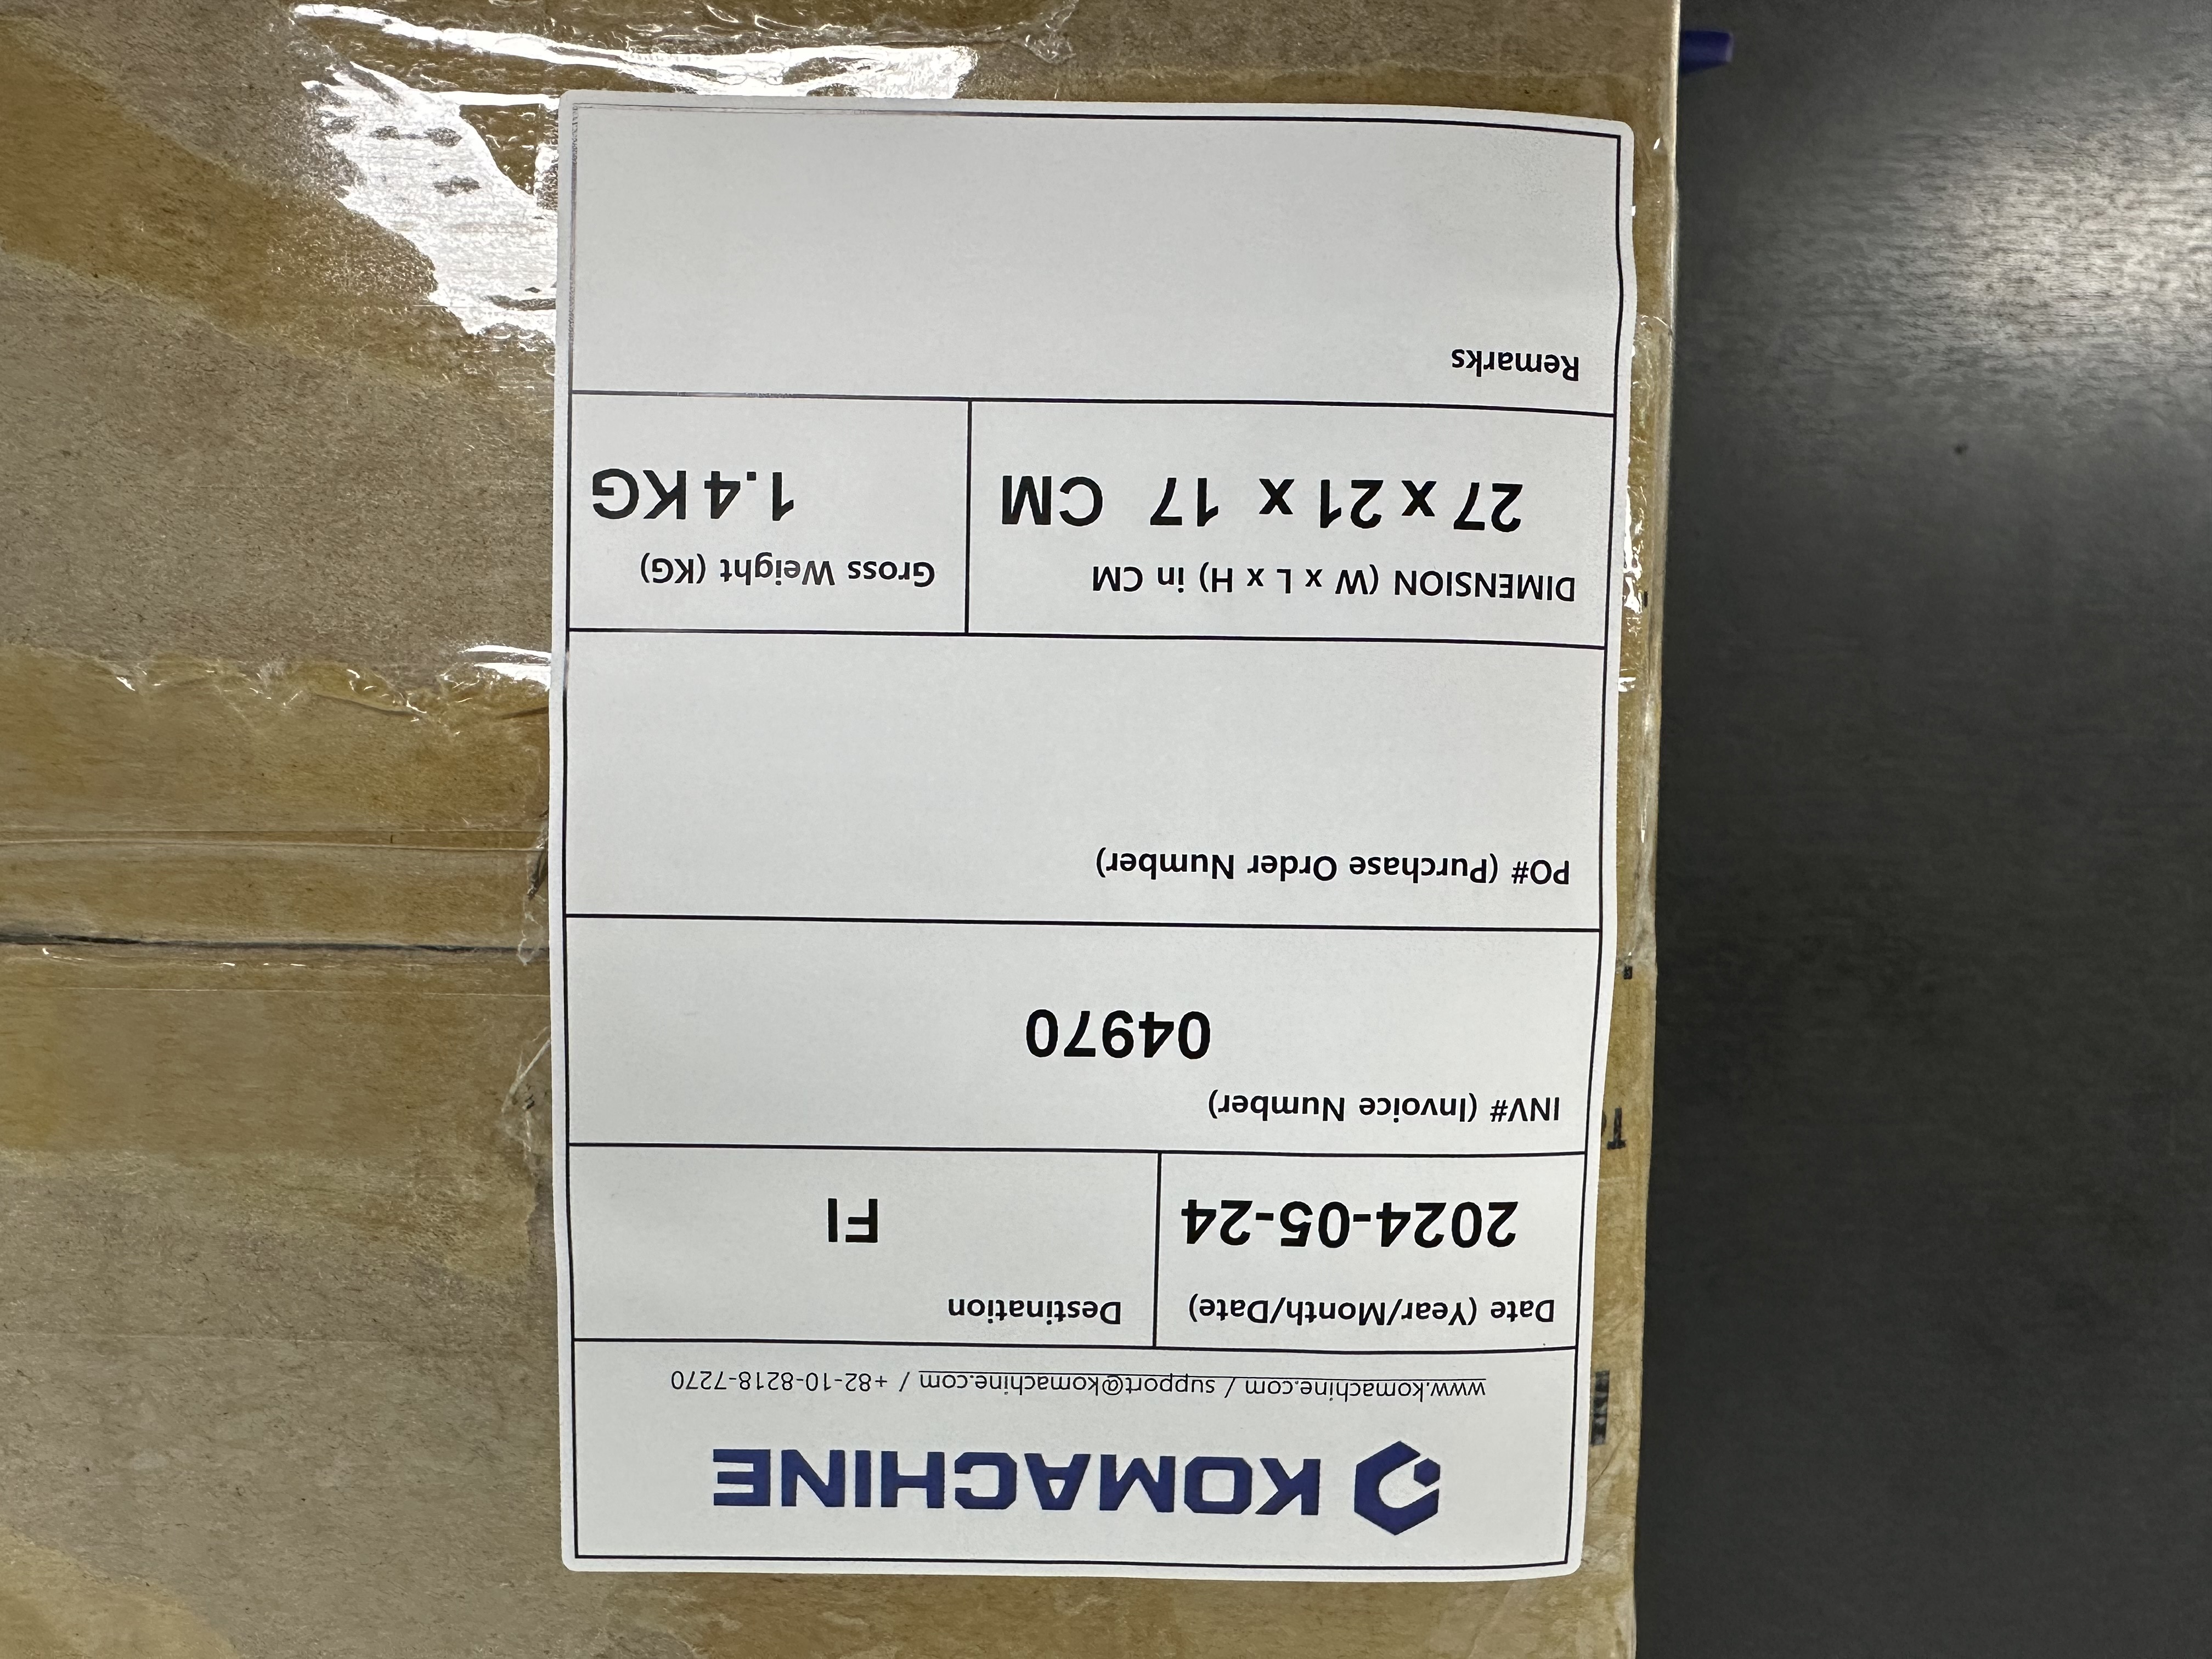 KOMACHINE
www.komachine.com / support@komachine.com / +82-10-8218-7270
Date (Year/Month/Date)
2024-05-24
Destination
FI
INV# (Invoice Number)
04970
PO# (Purchase Order Number)
DIMENSION (W x L x H) in CM
27 x 21 x 17 CM
Gross Weight (KG)
1.4 KG
Remarks